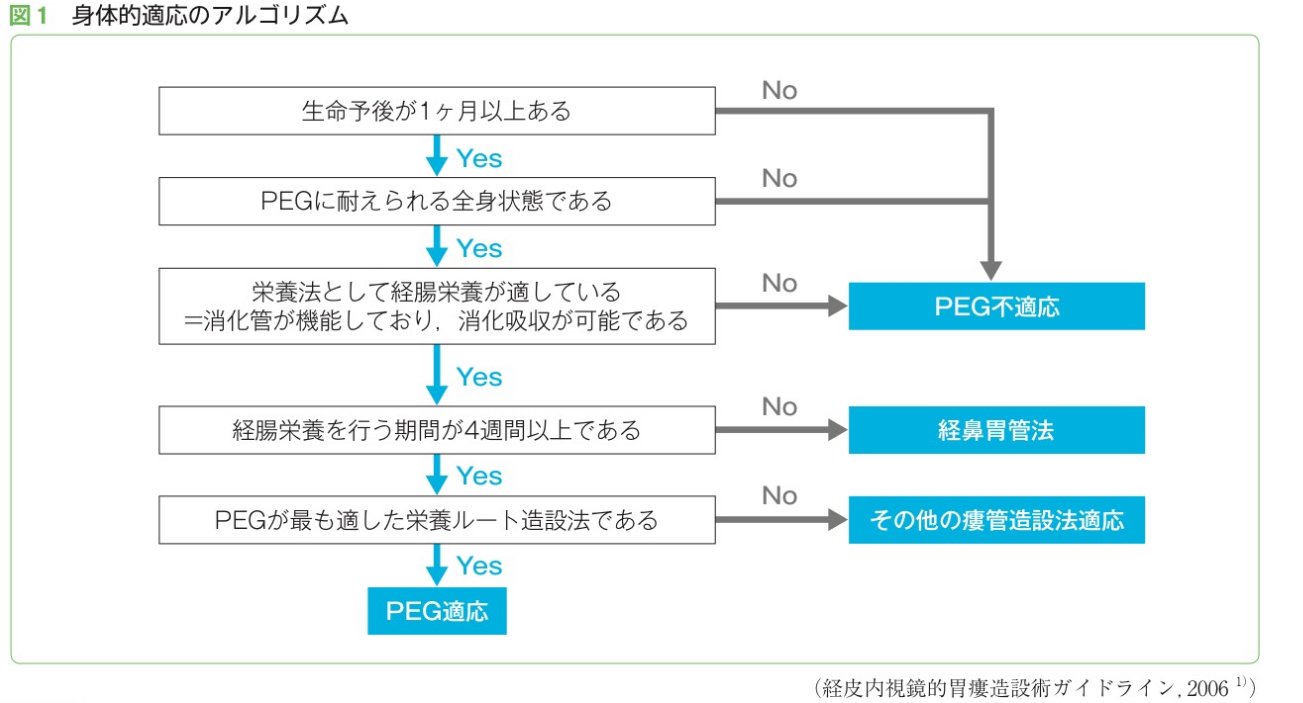 図1 身体的適応のアルゴリズム
生命予後が1ヶ月以上ある
No
Yes
PEGに耐えられる全身状態である
No
Yes
栄養法として経腸栄養が適している
＝消化管が機能しており，消化吸収が可能である
No
PEG不適応
Yes
経腸栄養を行う期間が4週間以上である
No
経鼻胃管法
Yes
PEGが最も適した栄養ルート造設法である
No
その他の瘻管造設法適応
Yes
PEG適応
（経皮内視鏡的胃瘻造設術ガイドライン, 2006 1)）